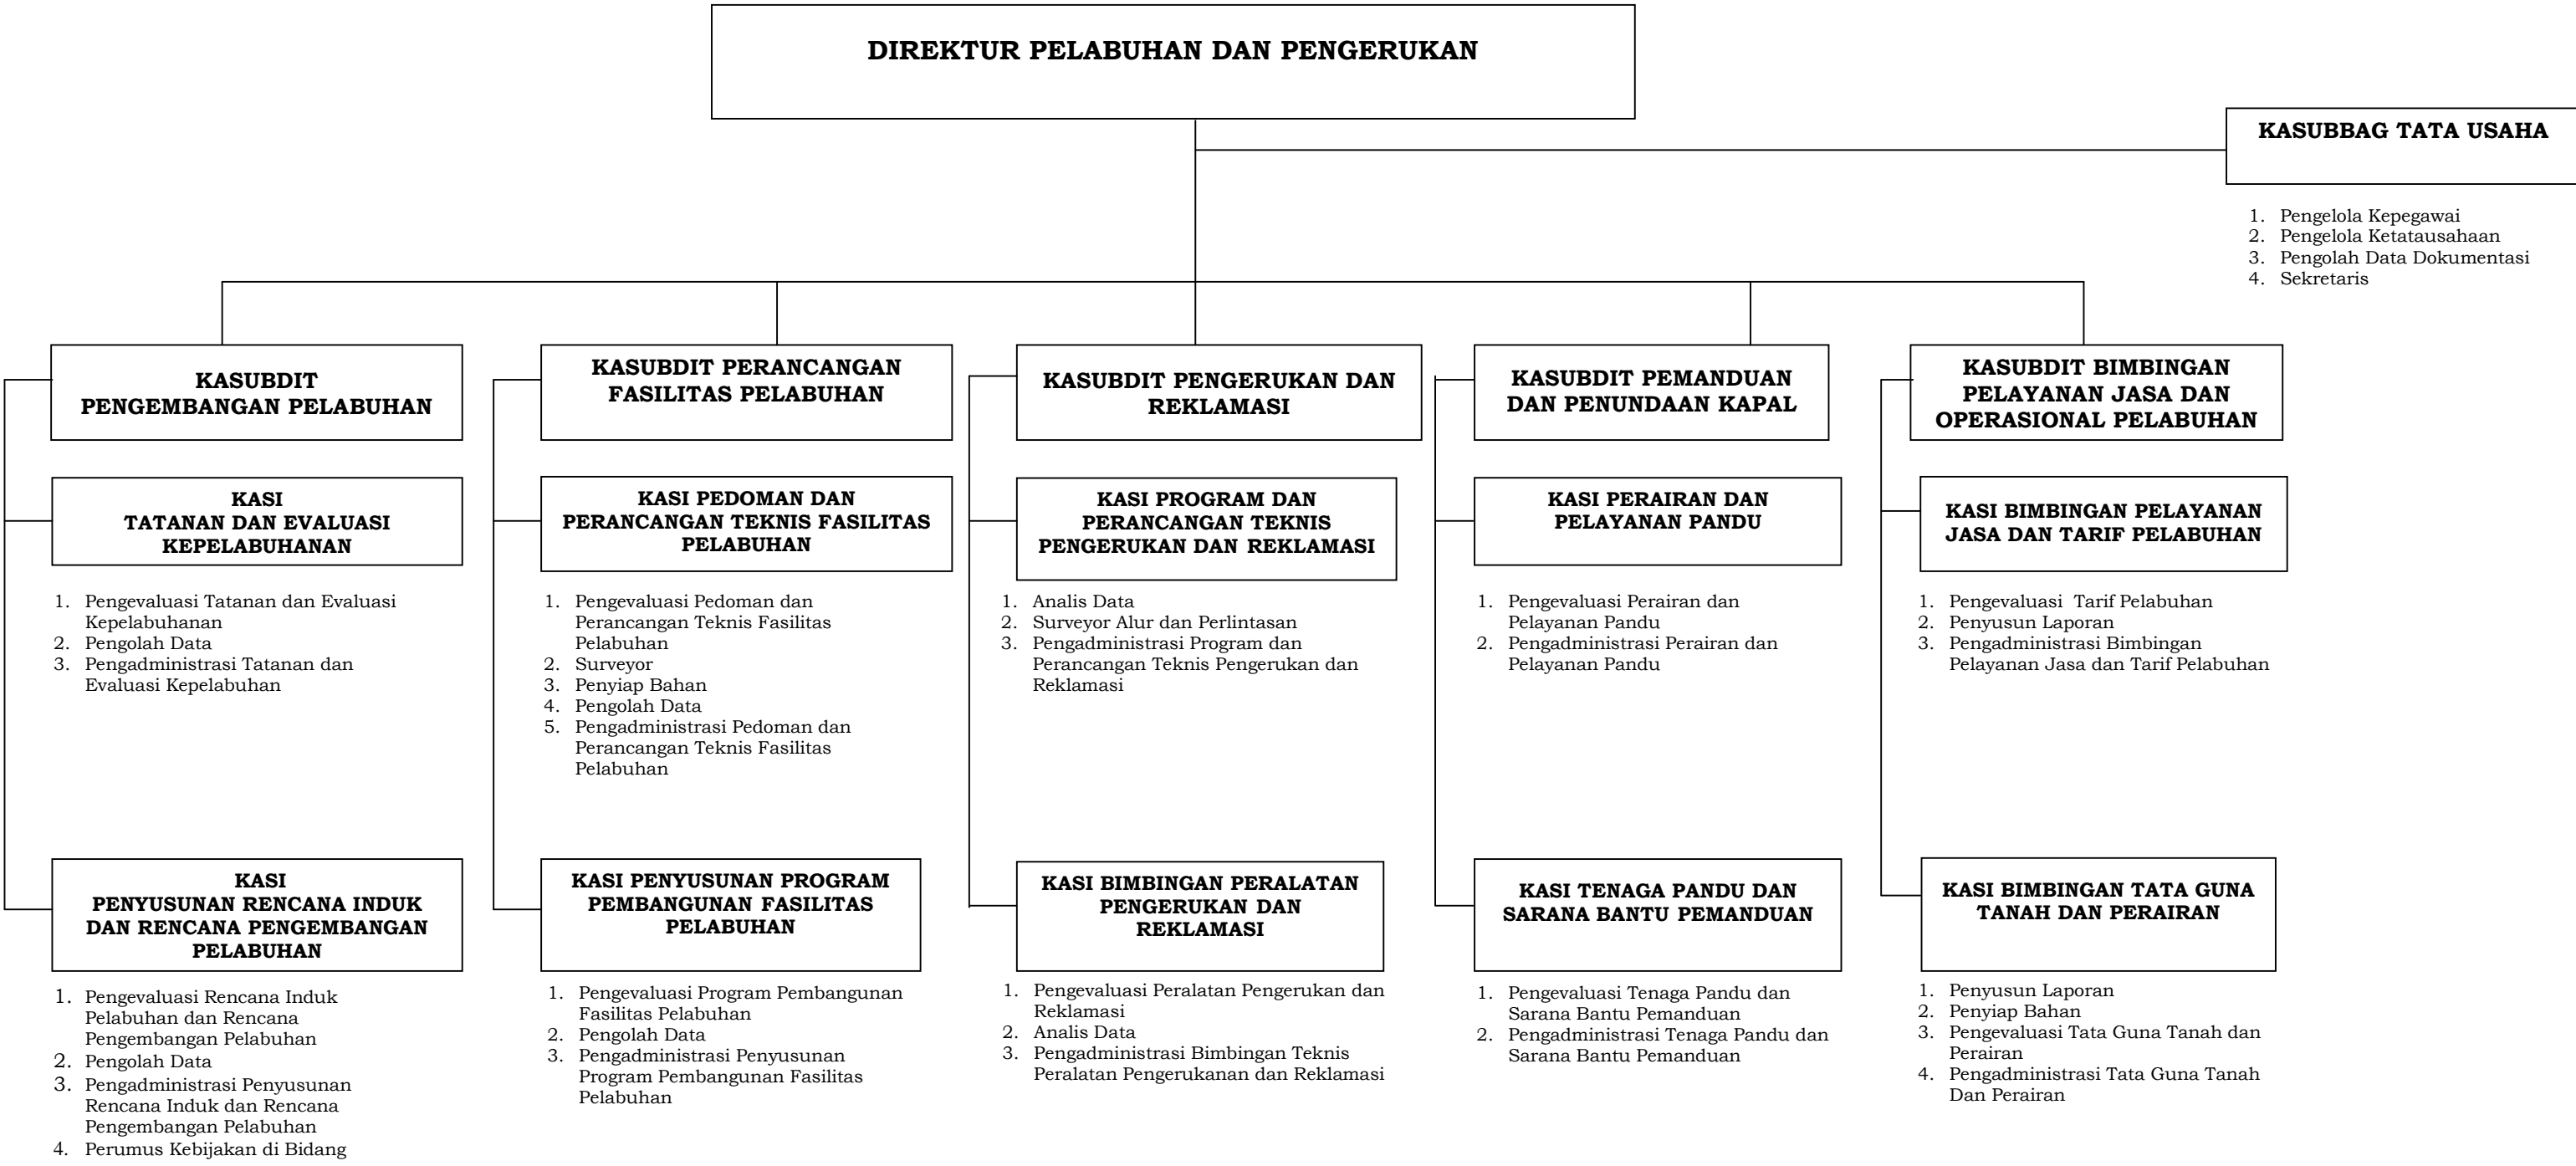 DIREKTUR PELABUHAN DAN PENGERUKAN
KASUBBAG TATA USAHA
1. Pengelola Kepegawai
2. Pengelola Ketatausahaan
3. Pengolah Data Dokumentasi
4. Sekretaris
KASUBDIT
PENGEMBANGAN PELABUHAN
KASI
TATANAN DAN EVALUASI
KEPELABUHANAN
1. Pengevaluasi Tatanan dan Evaluasi
Kepelabuhanan
2. Pengolah Data
3. Pengadministrasi Tatanan dan
Evaluasi Kepelabuhan
KASI
PENYUSUNAN RENCANA INDUK
DAN RENCANA PENGEMBANGAN
PELABUHAN
1. Pengevaluasi Rencana Induk
Pelabuhan dan Rencana
Pengembangan Pelabuhan
2. Pengolah Data
3. Pengadministrasi Penyusunan
Rencana Induk dan Rencana
Pengembangan Pelabuhan
4. Perumus Kebijakan di Bidang
KASUBDIT PERANCANGAN
FASILITAS PELABUHAN
KASI PEDOMAN DAN
PERANCANGAN TEKNIS FASILITAS
PELABUHAN
1. Pengevaluasi Pedoman dan
Perancangan Teknis Fasilitas
Pelabuhan
2. Surveyor
3. Penyiap Bahan
4. Pengolah Data
5. Pengadministrasi Pedoman dan
Perancangan Teknis Fasilitas
Pelabuhan
KASI PENYUSUNAN PROGRAM
PEMBANGUNAN FASILITAS
PELABUHAN
1. Pengevaluasi Program Pembangunan
Fasilitas Pelabuhan
2. Pengolah Data
3. Pengadministrasi Penyusunan
Program Pembangunan Fasilitas
Pelabuhan
KASUBDIT PENGERUKAN DAN
REKLAMASI
KASI PROGRAM DAN
PERANCANGAN TEKNIS
PENGERUKAN DAN REKLAMASI
1. Analis Data
2. Surveyor Alur dan Perlintasan
3. Pengadministrasi Program dan
Perancangan Teknis Pengerukan dan
Reklamasi
KASI BIMBINGAN PERALATAN
PENGERUKAN DAN
REKLAMASI
1. Pengevaluasi Peralatan Pengerukan dan
Reklamasi
2. Analis Data
3. Pengadministrasi Bimbingan Teknis
Peralatan Pengerukanan dan Reklamasi
KASUBDIT PEMANDUAN
DAN PENUNDAAN KAPAL
KASI PERAIRAN DAN
PELAYANAN PANDU
1. Pengevaluasi Perairan dan
Pelayanan Pandu
2. Pengadministrasi Perairan dan
Pelayanan Pandu
KASI TENAGA PANDU DAN
SARANA BANTU PEMANDUAN
1. Pengevaluasi Tenaga Pandu dan
Sarana Bantu Pemanduan
2. Pengadministrasi Tenaga Pandu dan
Sarana Bantu Pemanduan
KASUBDIT BIMBINGAN
PELAYANAN JASA DAN
OPERASIONAL PELABUHAN
KASI BIMBINGAN PELAYANAN
JASA DAN TARIF PELABUHAN
1. Pengevaluasi Tarif Pelabuhan
2. Penyusun Laporan
3. Pengadministrasi Bimbingan
Pelayanan Jasa dan Tarif Pelabuhan
KASI BIMBINGAN TATA GUNA
TANAH DAN PERAIRAN
1. Penyusun Laporan
2. Penyiap Bahan
3. Pengevaluasi Tata Guna Tanah dan
Perairan
4. Pengadministrasi Tata Guna Tanah
Dan Perairan